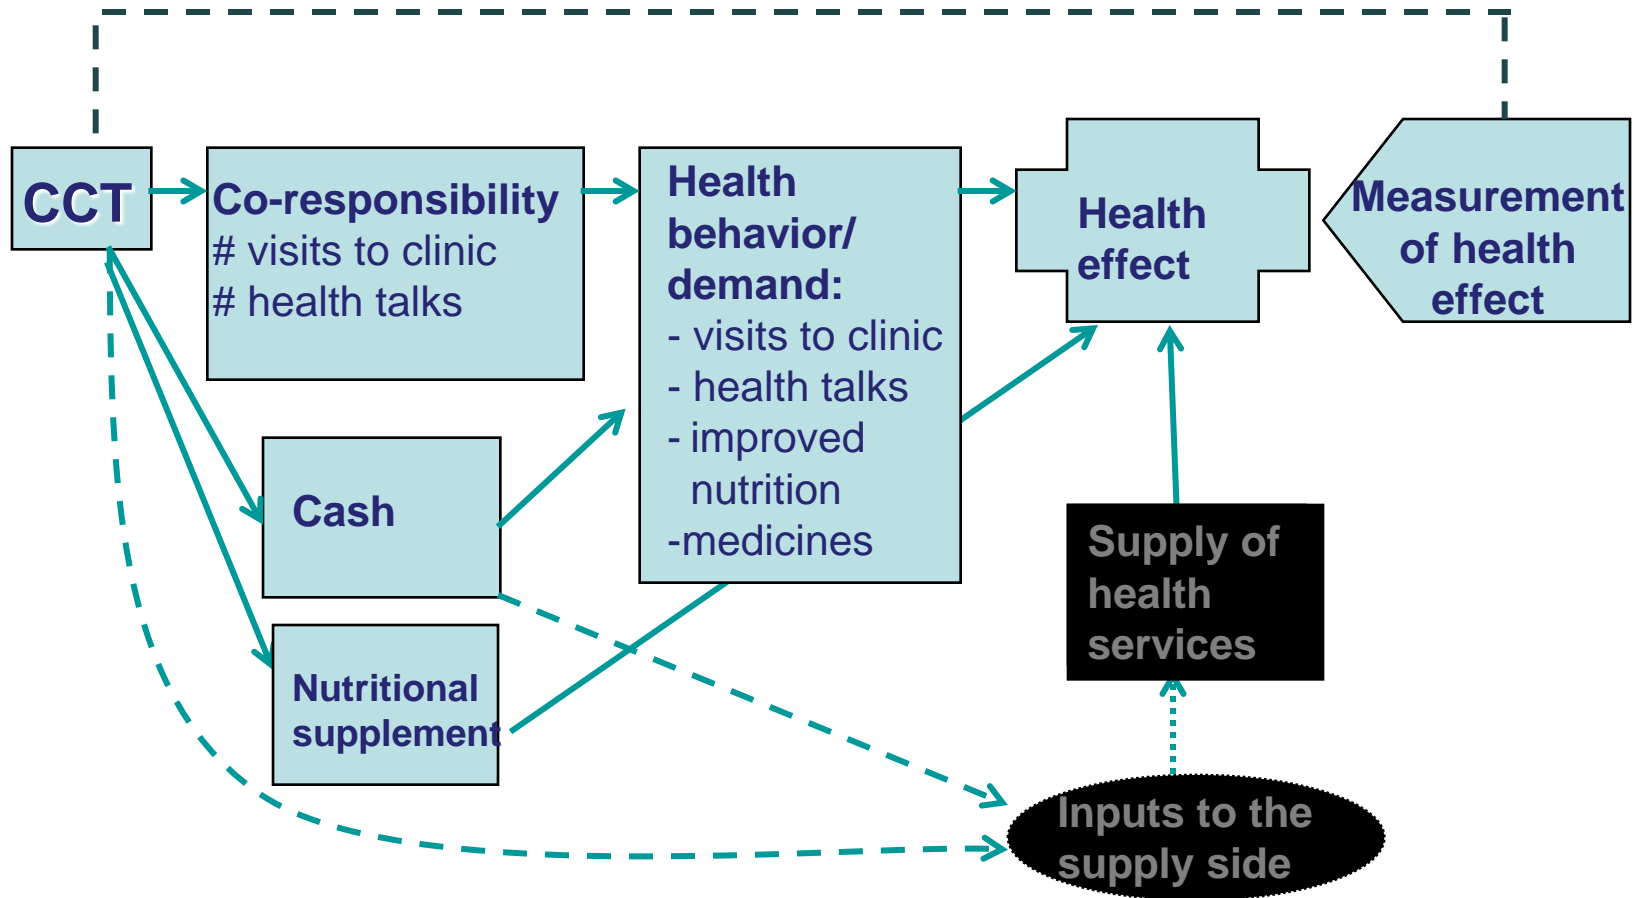 CCT
Co-responsibility
# visits to clinic
# health talks
Cash
Nutritional
supplement
Health
behavior/
demand:
- visits to clinic
- health talks
- improved
nutrition
-medicines
Health
effect
Measurement
of health
effect
Supply of
health
services
Inputs to the
supply side